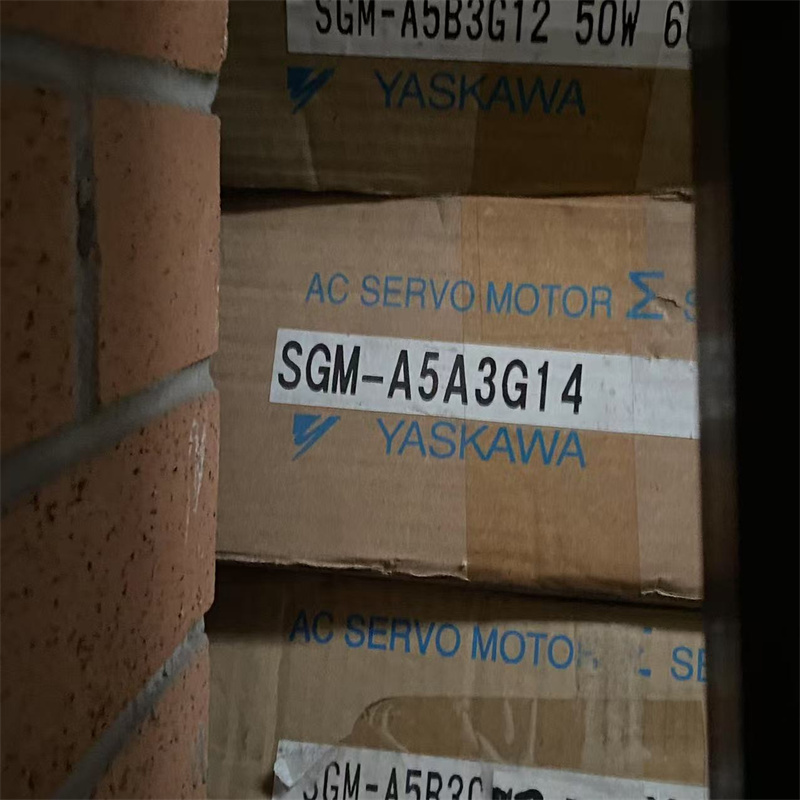 SGM-A5B3G12 50W
YASKAWA
AC SERVO MOTOR Σ
SGM-A5A3G14
YASKAWA
AC SERVO MOTOR